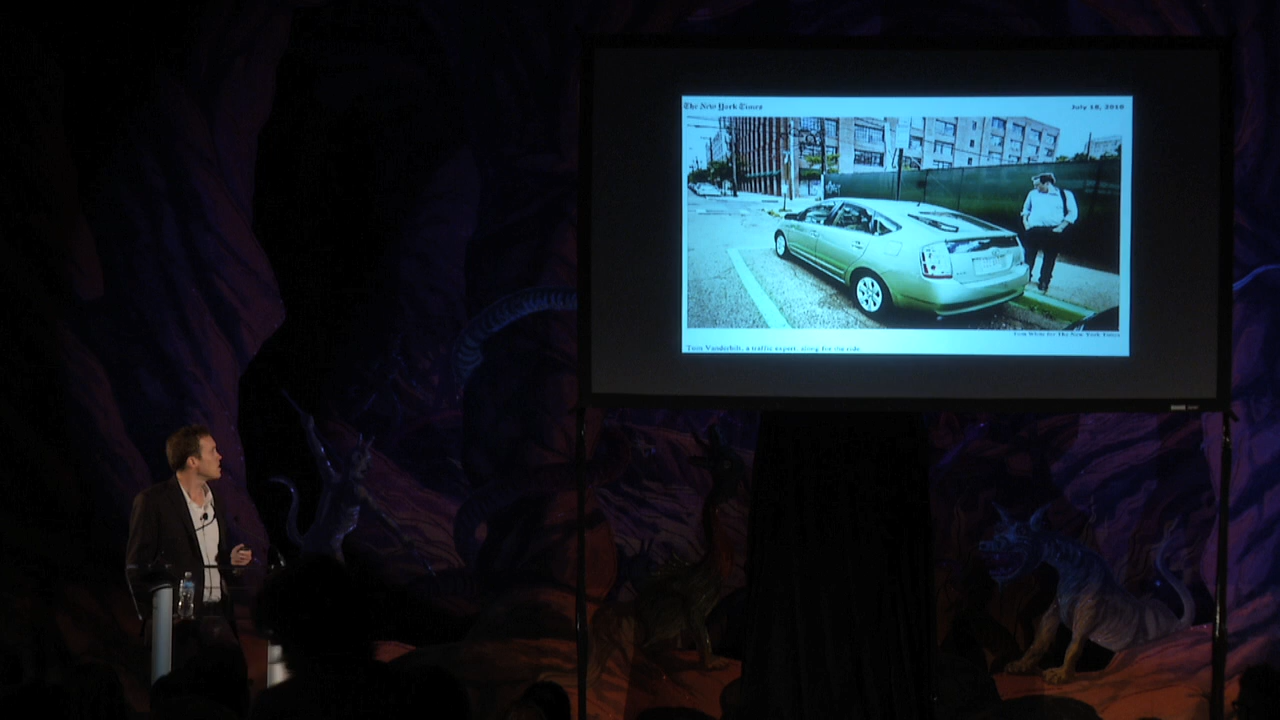 The New York Times
July 18, 2010
Tom White for The New York Times
Tom Vanderbilt, a traffic expert, along for the ride